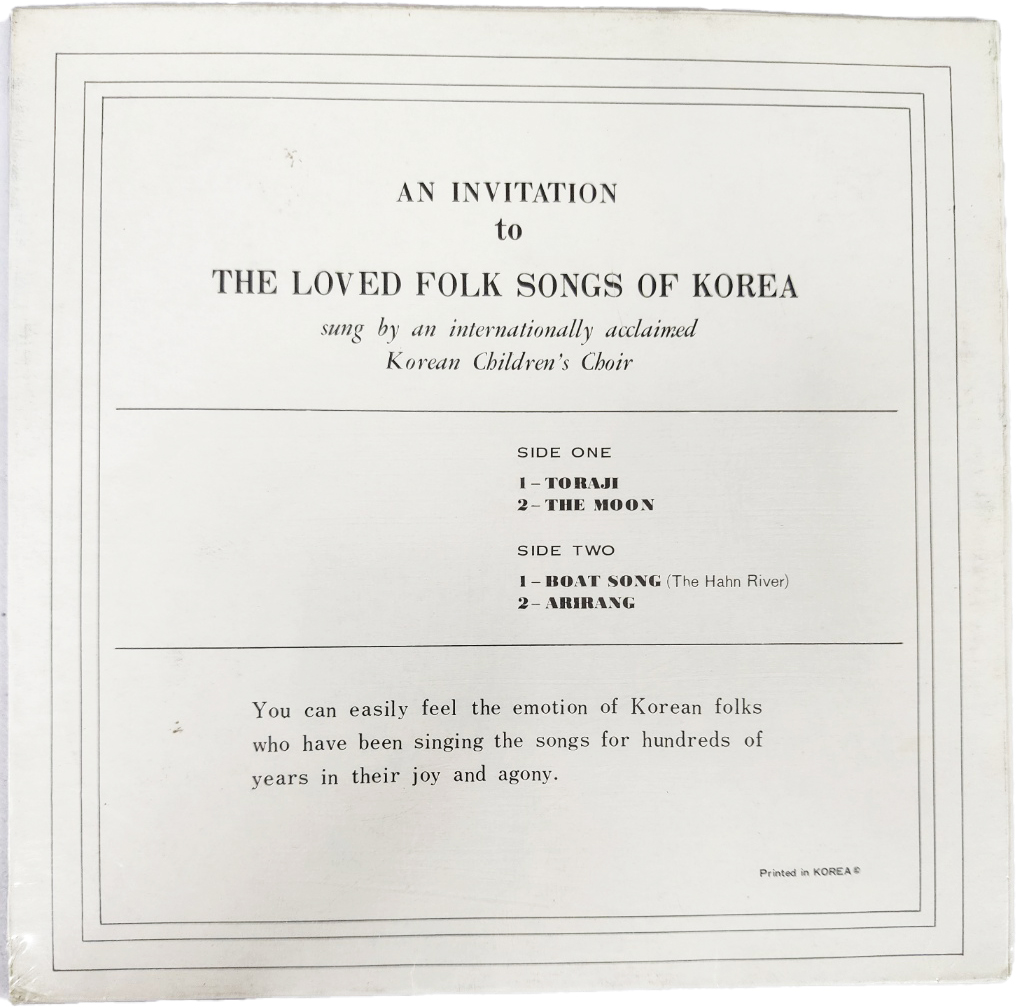 AN INVITATION
to
THE LOVED FOLK SONGS OF KOREA
sung by an internationally acclaimed
Korean Children's Choir
SIDE ONE
1 – TORAJI
2 – THE MOON
SIDE TWO
1 – BOAT SONG (The Hahn River)
2 – ARIRANG
You can easily feel the emotion of Korean folks
who have been singing the songs for hundreds of
years in their joy and agony.
Printed in KOREA ©